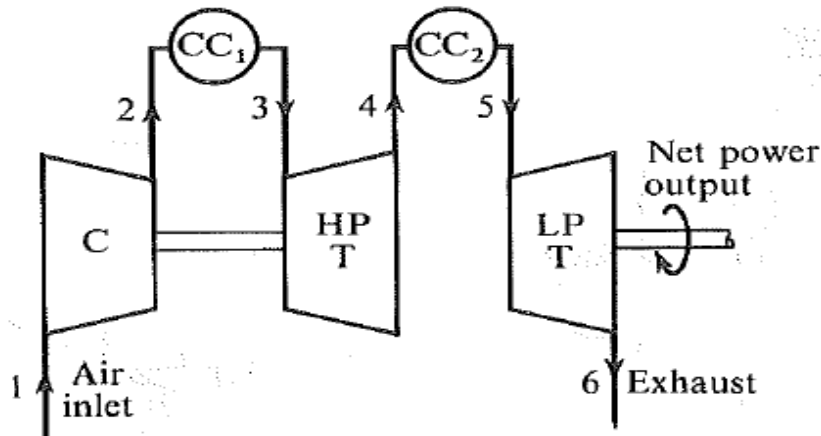 CC₁
CC₂
2
3
4
5
Net power
output
C
HP
T
LP
T
1
Air
inlet
6
Exhaust